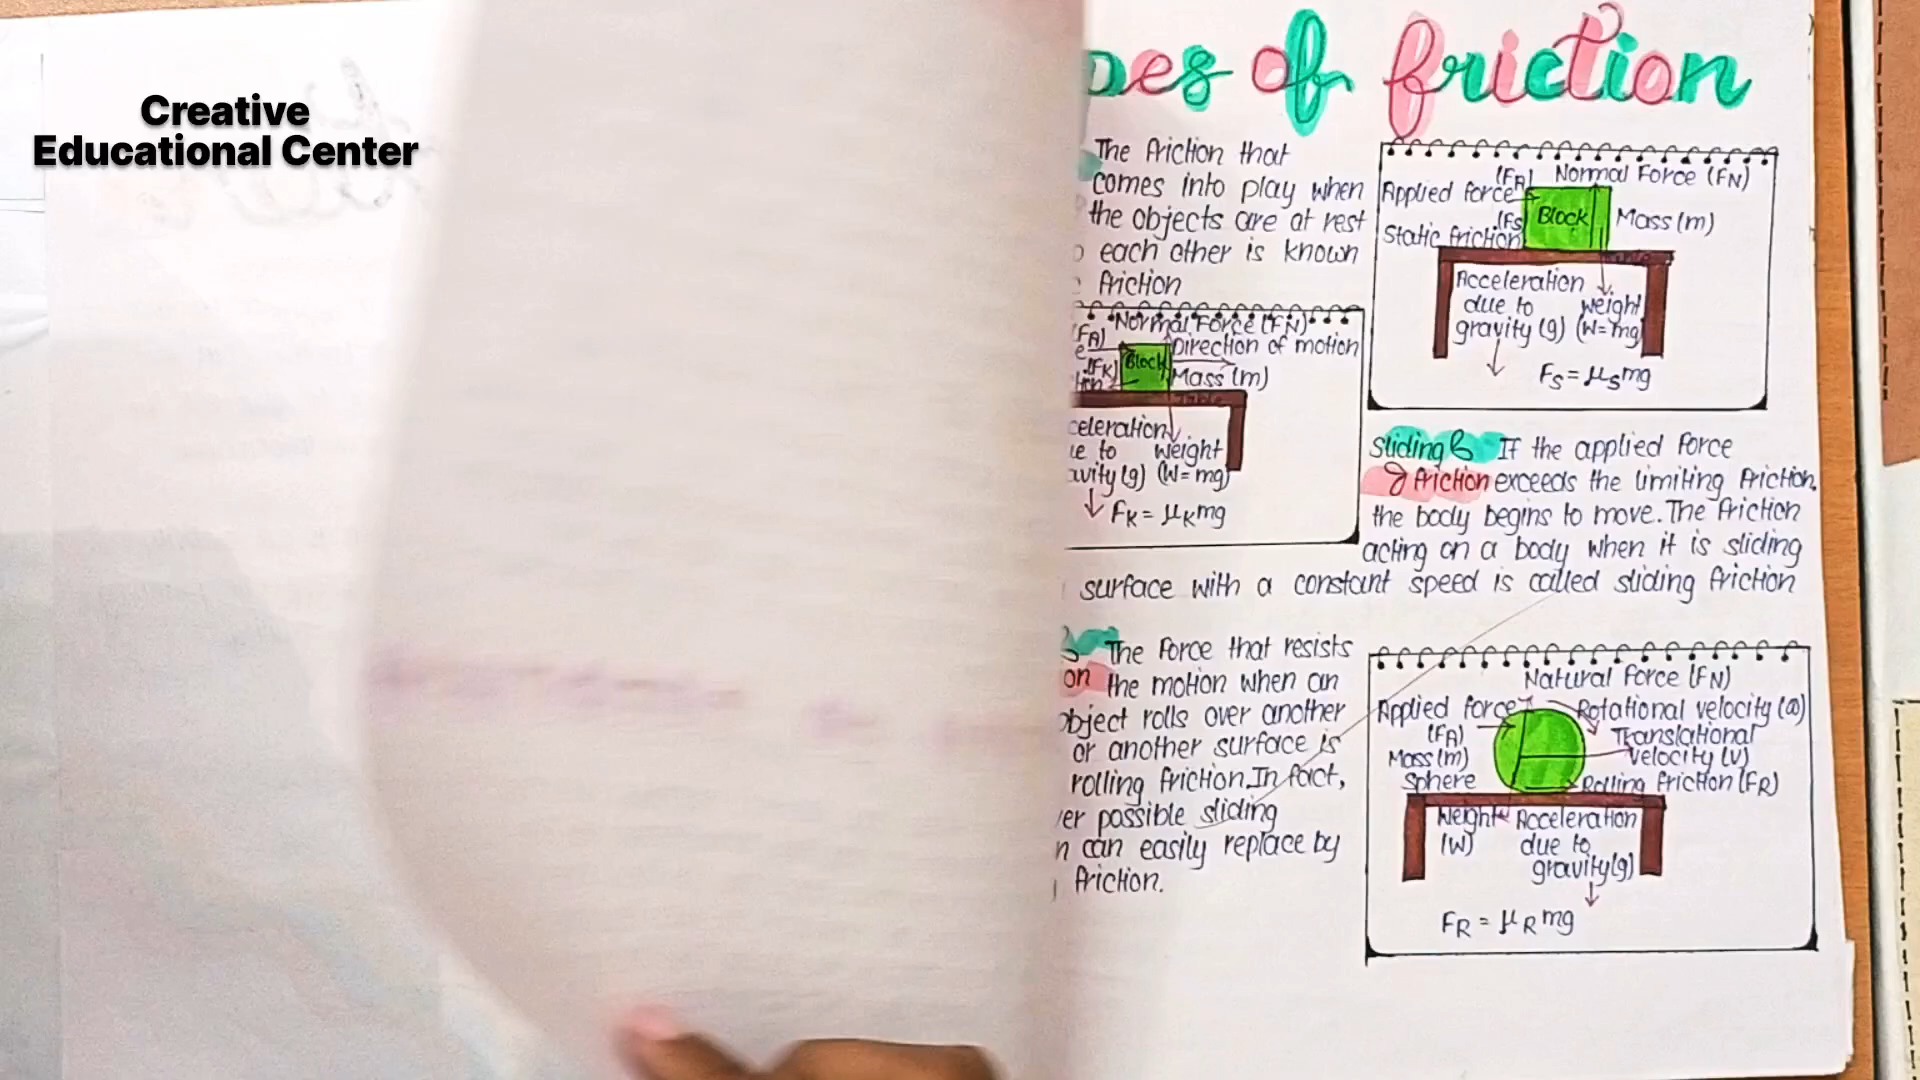 Creative
Educational Center
pes of friction
The friction that
comes into play when
the objects are at rest
each other is known
friction
(FA) Normal Force (FN)
Applied force
Block
Mass (m)
(Fs)
Static friction
Acceleration
due to weight
gravity (g) (W=mg)
Fs = μsmg
Normal Force (FN)
(FA)
Direction of motion
Block
(FK)
Mass (m)
celeration
to weight
avity (g) (W=mg)
FK = μKmg
Sliding If the applied force
friction exceeds the limiting friction.
the body begins to move. The friction
acting on a body when it is sliding
surface with a constant speed is called sliding friction
The force that resists
on the motion when an
object rolls over another
or another surface is
rolling friction. In fact,
er possible sliding
n can easily replace by
friction.
Natural force (FN)
Applied force Rotational velocity (ω)
(FA) Translational
Mass (m) velocity (v)
Sphere Rolling friction (FR)
Weight Acceleration
(W) due to
gravity (g)
FR = μRmg